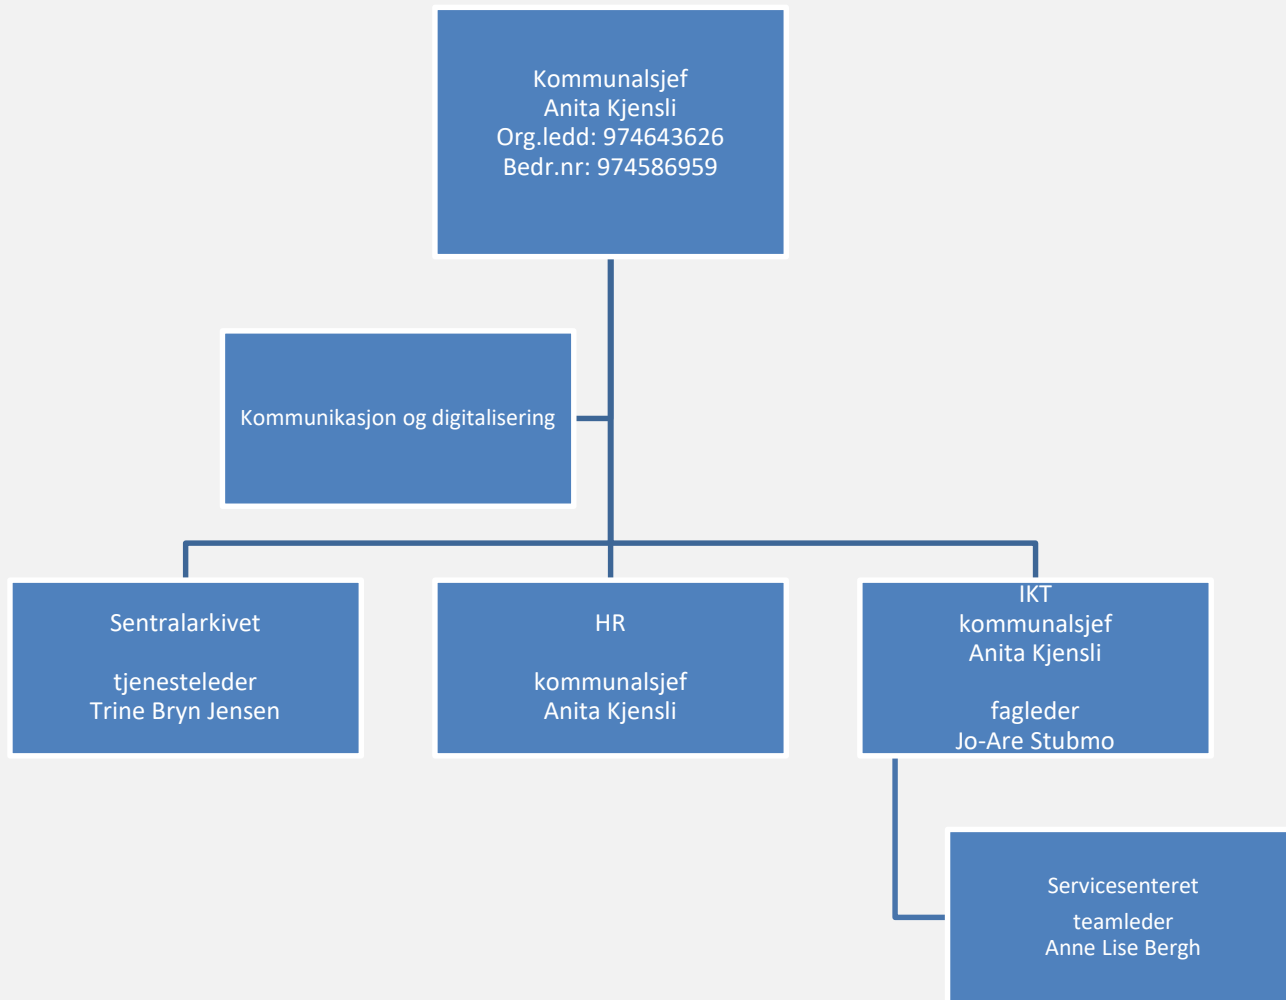 Kommunalsjef
Anita Kjensli
Org.ledd: 974643626
Bedr.nr: 974586959
Kommunikasjon og digitalisering
Sentralarkivet
tjenesteleder
Trine Bryn Jensen
HR
kommunalsjef
Anita Kjensli
IKT
kommunalsjef
Anita Kjensli
fagleder
Jo-Are Stubmo
Servicesenteret
teamleder
Anne Lise Bergh